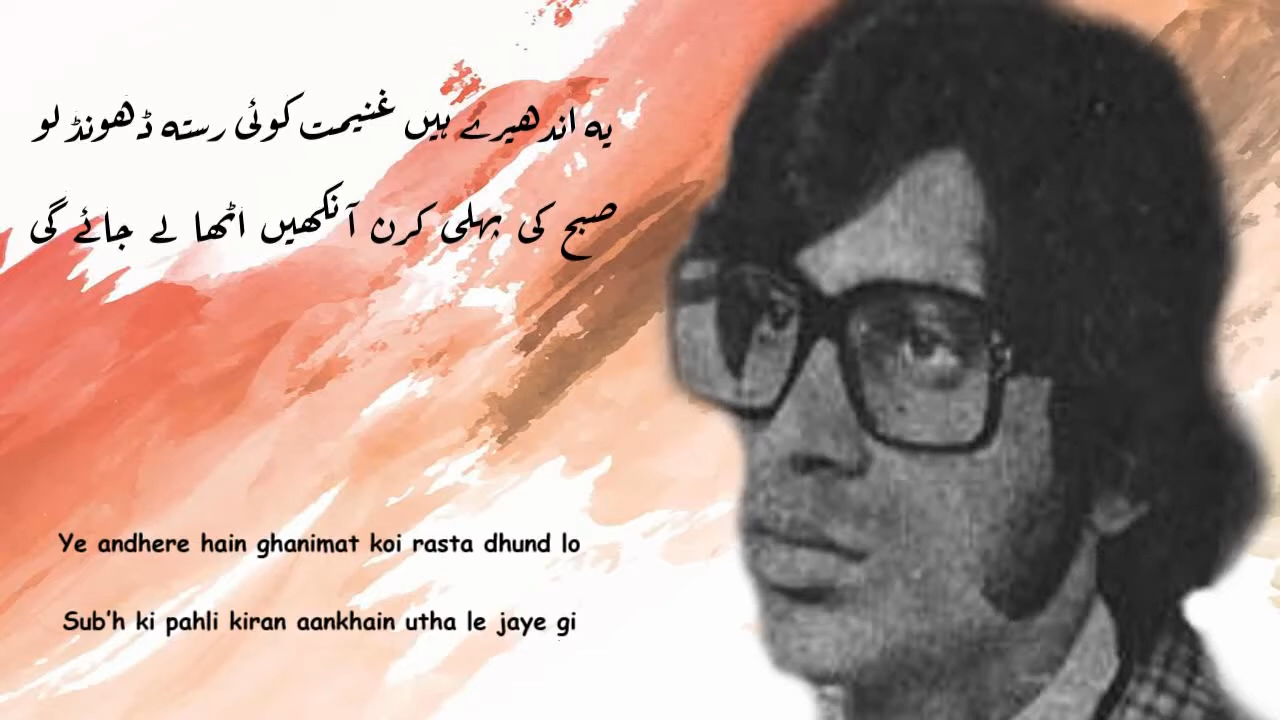 یہ اندھیرے ہیں غنیمت کوئی رستہ ڈھونڈ لو
صبح کی پہلی کرن آنکھیں اٹھا لے جائے گی
Ye andhere hain ghanimat koi rasta dhund lo
Sub'h ki pahli kiran aankhain utha le jaye gi